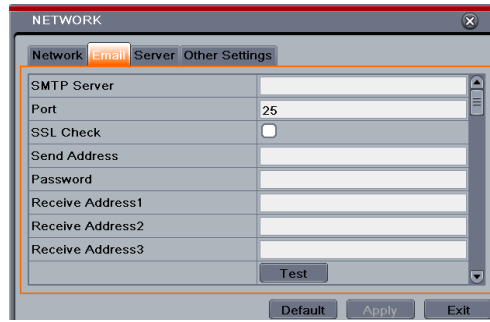 NETWORK
Network Email Server Other Settings
SMTP Server
Port 25
SSL Check
Send Address
Password
Receive Address1
Receive Address2
Receive Address3
Test
Default Apply Exit